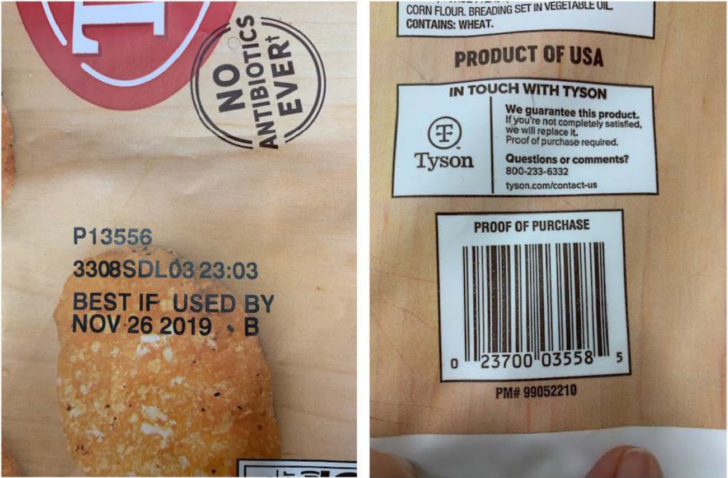 NO
ANTIBIOTICS
EVER†
P13556
3308SDL03 23:03
BEST IF USED BY
NOV 26 2019 B
CORN FLOUR. BREADING SET IN VEGETABLE OIL.
CONTAINS: WHEAT.
PRODUCT OF USA
IN TOUCH WITH TYSON
We guarantee this product.
If you're not completely satisfied,
we will replace it.
Proof of purchase required.
Tyson
Questions or comments?
800-233-6332
tyson.com/contact-us
PROOF OF PURCHASE
0 23700 03558 5
PM# 99052210